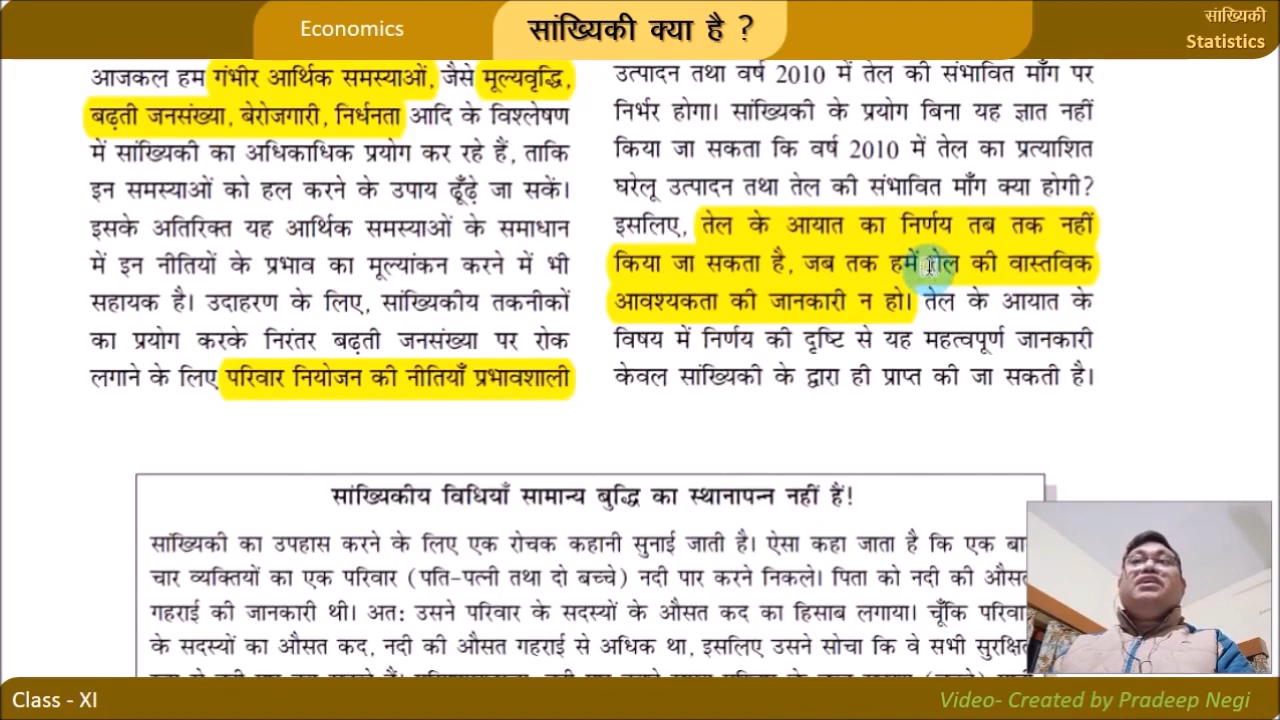 Economics
सांख्यिकी क्या है ?
सांख्यिकी
Statistics
आजकल हम गंभीर आर्थिक समस्याओं, जैसे मूल्यवृद्धि,
बढ़ती जनसंख्या, बेरोजगारी, निर्धनता आदि के विश्लेषण
में सांख्यिकी का अधिकाधिक प्रयोग कर रहे हैं, ताकि
इन समस्याओं को हल करने के उपाय ढूँढ़े जा सकें।
इसके अतिरिक्त यह आर्थिक समस्याओं के समाधान
में इन नीतियों के प्रभाव का मूल्यांकन करने में भी
सहायक है। उदाहरण के लिए, सांख्यिकीय तकनीकों
का प्रयोग करके निरंतर बढ़ती जनसंख्या पर रोक
लगाने के लिए परिवार नियोजन की नीतियाँ प्रभावशाली
उत्पादन तथा वर्ष 2010 में तेल की संभावित माँग पर
निर्भर होगा। सांख्यिकी के प्रयोग बिना यह ज्ञात नहीं
किया जा सकता कि वर्ष 2010 में तेल का प्रत्याशित
घरेलू उत्पादन तथा तेल की संभावित माँग क्या होगी?
इसलिए, तेल के आयात का निर्णय तब तक नहीं
किया जा सकता है, जब तक हमें तेल की वास्तविक
आवश्यकता की जानकारी न हो। तेल के आयात के
विषय में निर्णय की दृष्टि से यह महत्वपूर्ण जानकारी
केवल सांख्यिकी के द्वारा ही प्राप्त की जा सकती है।
सांख्यिकीय विधियाँ सामान्य बुद्धि का स्थानापन्न नहीं हैं!
सांख्यिकी का उपहास करने के लिए एक रोचक कहानी सुनाई जाती है। ऐसा कहा जाता है कि एक
चार व्यक्तियों का एक परिवार (पति-पत्नी तथा दो बच्चे) नदी पार करने निकले। पिता को नदी की
गहराई की जानकारी थी। अत: उसने परिवार के सदस्यों के औसत कद का हिसाब लगाया। चूँकि
के सदस्यों का औसत कद, नदी की औसत गहराई से अधिक था, इसलिए उसने सोचा कि वे सभी
Class - XI
Video- Created by Pradeep Negi